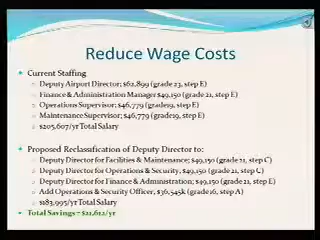 Reduce Wage Costs
Current Staffing
Deputy Airport Director; $62,899 (grade 23, step E)
Finance & Administration Manager $49,150 (grade 21, step E)
Operations Supervisor; $46,779 (grade19, step E)
Maintenance Supervisor; $46,779 (grade19, step E)
$205,607/yr Total Salary
Proposed Reclassification of Deputy Director to:
Deputy Director for Facilities & Maintenance; $49,150 (grade 21, step C)
Deputy Director for Operations & Security, $49,150 (grade 21, step C)
Deputy Director for Finance & Administration; $49,150 (grade 21, step E)
Add Operations & Security Officer, $36,545k (grade 16, step A)
$183,995/yr Total Salary
Total Savings = $21,612/yr